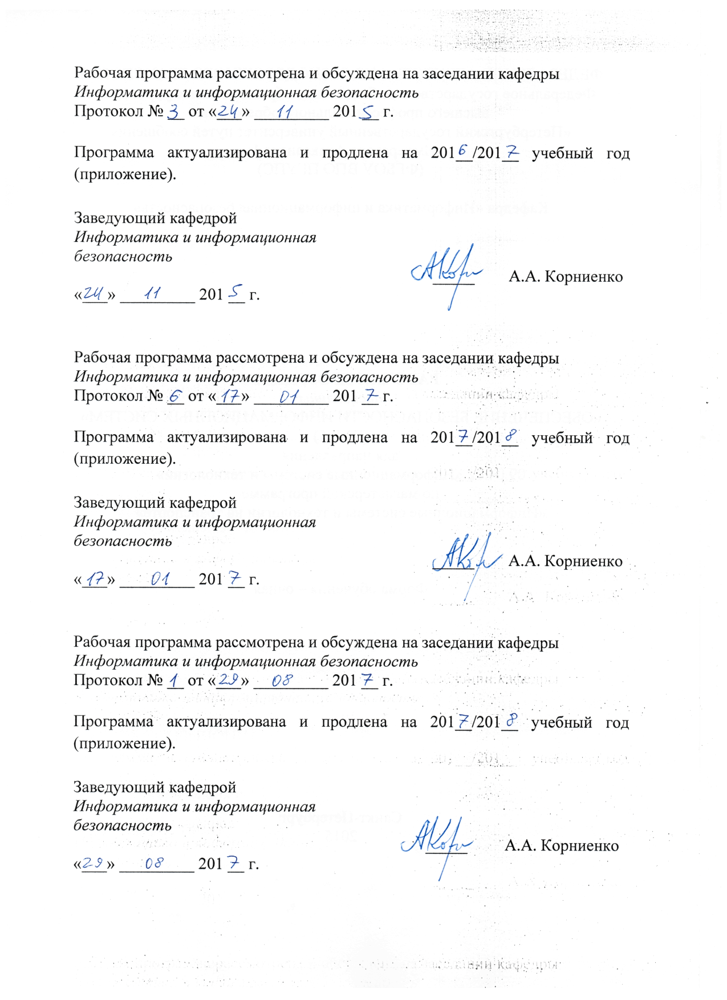 Рабочая программа рассмотрена и обсуждена на заседании кафедры
Информатика и информационная безопасность
Протокол № 3 от «24» 11 2015 г.
Программа актуализирована и продлена на 2016/2017 учебный год
(приложение).
Заведующий кафедрой
Информатика и информационная
безопасность
А.А. Корниенко
«24» 11 2015 г.
Рабочая программа рассмотрена и обсуждена на заседании кафедры
Информатика и информационная безопасность
Протокол № 6 от «17» 01 2017 г.
Программа актуализирована и продлена на 2017/2018 учебный год
(приложение).
Заведующий кафедрой
Информатика и информационная
безопасность
А.А. Корниенко
«17» 01 2017 г.
Рабочая программа рассмотрена и обсуждена на заседании кафедры
Информатика и информационная безопасность
Протокол № 1 от «29» 08 2017 г.
Программа актуализирована и продлена на 2017/2018 учебный год
(приложение).
Заведующий кафедрой
Информатика и информационная
безопасность
А.А. Корниенко
«29» 08 2017 г.